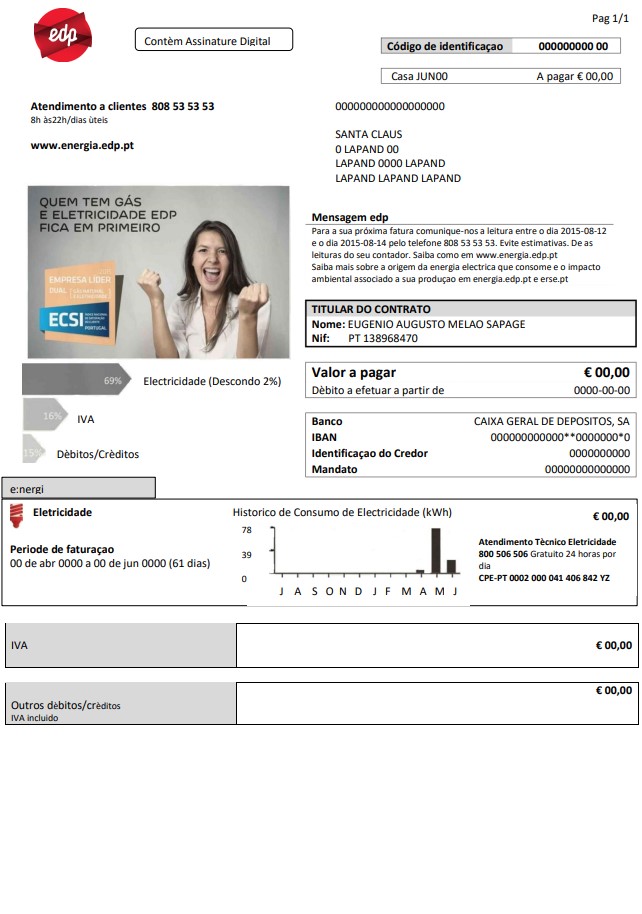 Pag 1/1
edp
Contèm Assinature Digital
Código de identificaçao 000000000 00
Casa JUN00 A pagar € 00,00
Atendimento a clientes 808 53 53 53
8h às22h/dias ùteis
www.energia.edp.pt
000000000000000000
SANTA CLAUS
0 LAPAND 00
LAPAND 0000 LAPAND
LAPAND LAPAND LAPAND
QUEM TEM GÁS
E ELETRICIDADE EDP
FICA EM PRIMEIRO
EMPRESA LÍDER
DUAL
ECSI
PORTUGAL
Mensagem edp
Para a sua próxima fatura comunique-nos a leitura entre o dia 2015-08-12
e o dia 2015-08-14 pelo telefone 808 53 53 53. Evite estimativas. De as
leituras do seu contador. Saiba como em www.energia.edp.pt
Saiba mais sobre a origem da energia electrica que consome e o impacto
ambiental associado a sua produçao em energia.edp.pt e erse.pt
TITULAR DO CONTRATO
Nome: EUGENIO AUGUSTO MELAO SAPAGE
Nif: PT 138968470
69% Electricidade (Descondo 2%)
16% IVA
15% Dèbitos/Crèditos
Valor a pagar € 00,00
Dèbito a efetuar a partir de 0000-00-00
Banco CAIXA GERAL DE DEPOSITOS, SA
IBAN 000000000000**0000000*0
Identificaçao do Credor 0000000000
Mandato 00000000000000
e:nergi
Eletricidade
Periode de faturaçao
00 de abr 0000 a 00 de jun 0000 (61 dias)
Historico de Consumo de Electricidade (kWh)
78
39
0
J A S O N D J F M A M J
€ 00,00
Atendimento Tècnico Eletricidade
800 506 506 Gratuito 24 horas por
dia
CPE-PT 0002 000 041 406 842 YZ
IVA € 00,00
Outros dèbitos/crèditos € 00,00
IVA incluido